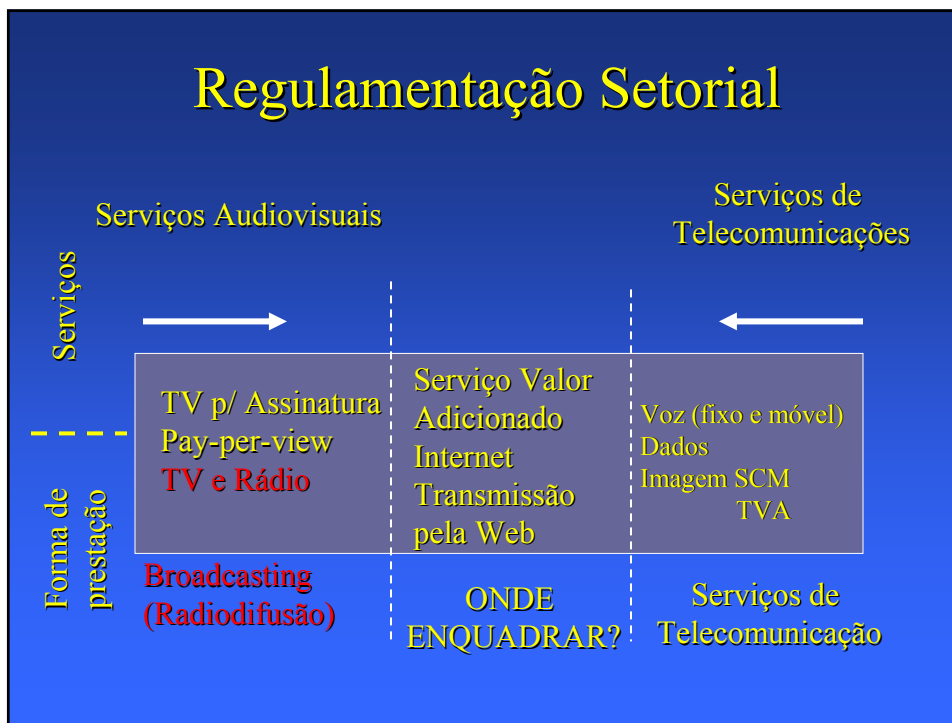 Regulamentação Setorial
Serviços Audiovisuais
Serviços de
Telecomunicações
Serviços
TV p/ Assinatura
Pay-per-view
TV e Rádio
Serviço Valor
Adicionado
Internet
Transmissão
pela Web
Voz (fixo e móvel)
Dados
Imagem SCM
TVA
Forma de
prestação
Broadcasting
(Radiodifusão)
ONDE
ENQUADRAR?
Serviços de
Telecomunicação